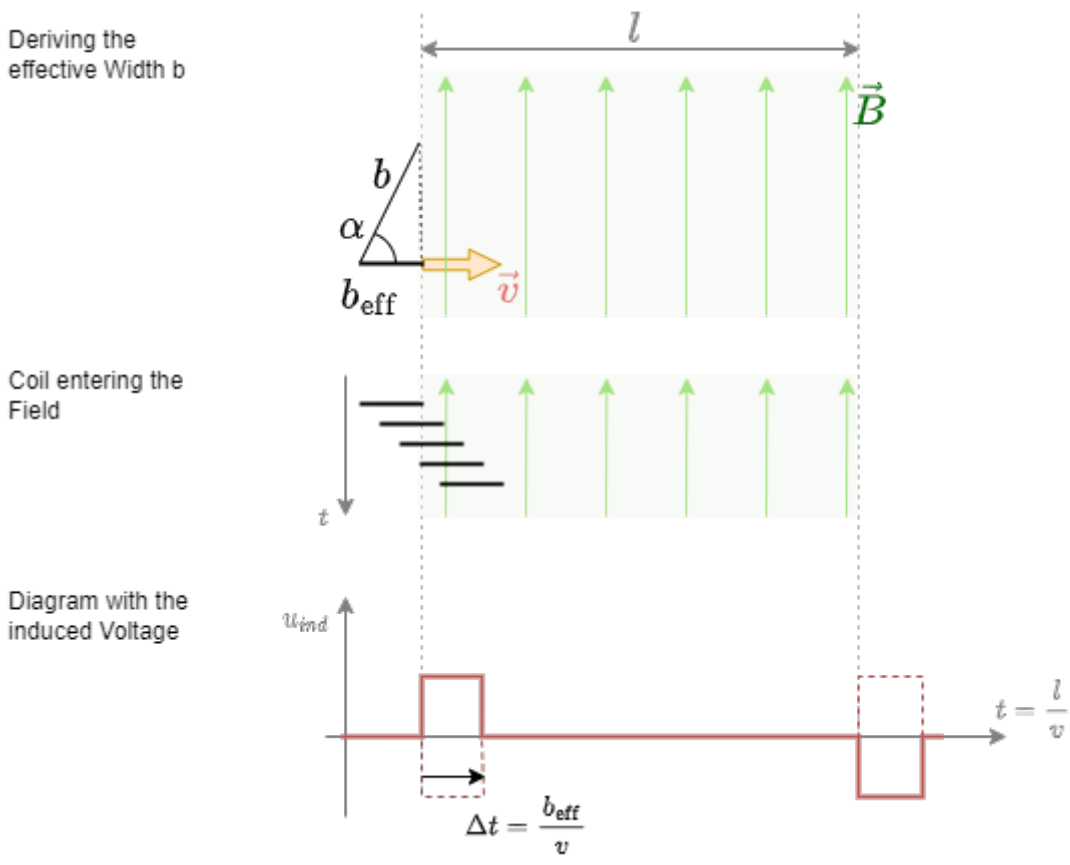 Deriving the
effective Width b
l
B⃗
b
α
b_eff
v⃗
Coil entering the
Field
t
Diagram with the
induced Voltage
u_ind
t = l/v
Δt = b_eff/v